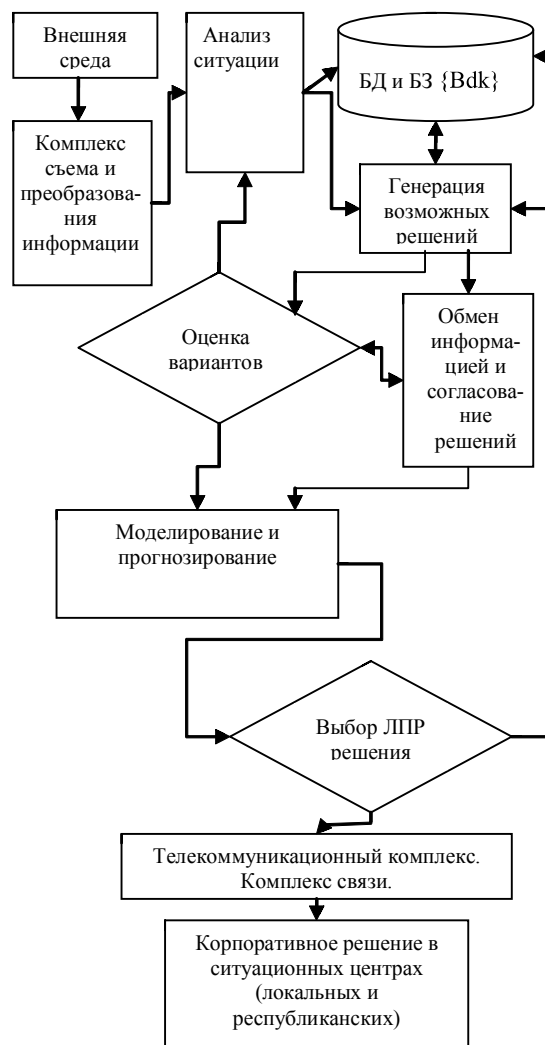 Внешняя
среда
Комплекс
съема и
преобразова-
ния
информации
Анализ
ситуации
БД и БЗ {Bdk}
Генерация
возможных
решений
Оценка
вариантов
Обмен
информа-
цией и
согласова-
ние
решений
Моделирование и
прогнозирование
Выбор ЛПР
решения
Телекоммуникационный комплекс.
Комплекс связи.
Корпоративное решение в
ситуационных центрах
(локальных и
республиканских)